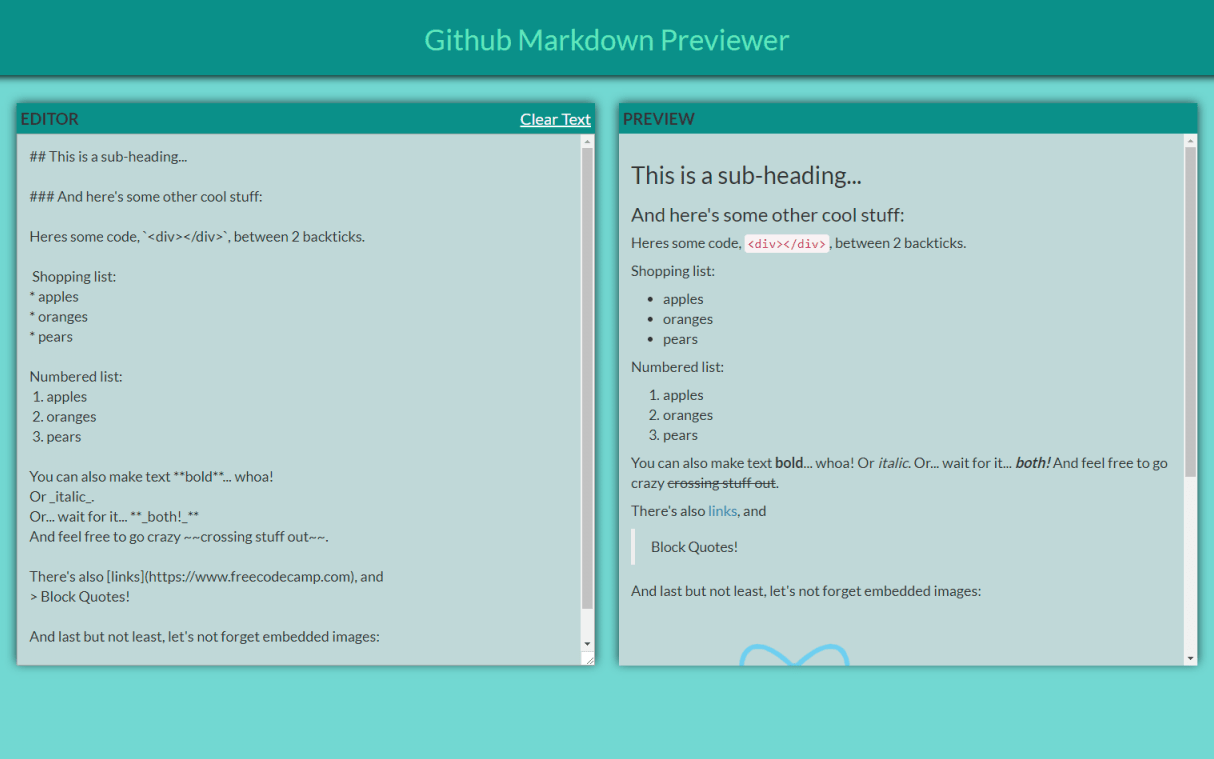 Github Markdown Previewer
EDITOR
Clear Text
## This is a sub-heading...
### And here's some other cool stuff:
Heres some code, `<div></div>`, between 2 backticks.
Shopping list:
* apples
* oranges
* pears
Numbered list:
1. apples
2. oranges
3. pears
You can also make text **bold**... whoa!
Or _italic_.
Or... wait for it... **_both!_**
And feel free to go crazy ~~crossing stuff out~~.
There's also [links](https://www.freecodecamp.com), and
> Block Quotes!
And last but not least, let's not forget embedded images:
PREVIEW
This is a sub-heading...
And here's some other cool stuff:
Heres some code, <div></div>, between 2 backticks.
Shopping list:
• apples
• oranges
• pears
Numbered list:
1. apples
2. oranges
3. pears
You can also make text bold... whoa! Or italic. Or... wait for it... both! And feel free to go
crazy crossing stuff out.
There's also links, and
Block Quotes!
And last but not least, let's not forget embedded images: